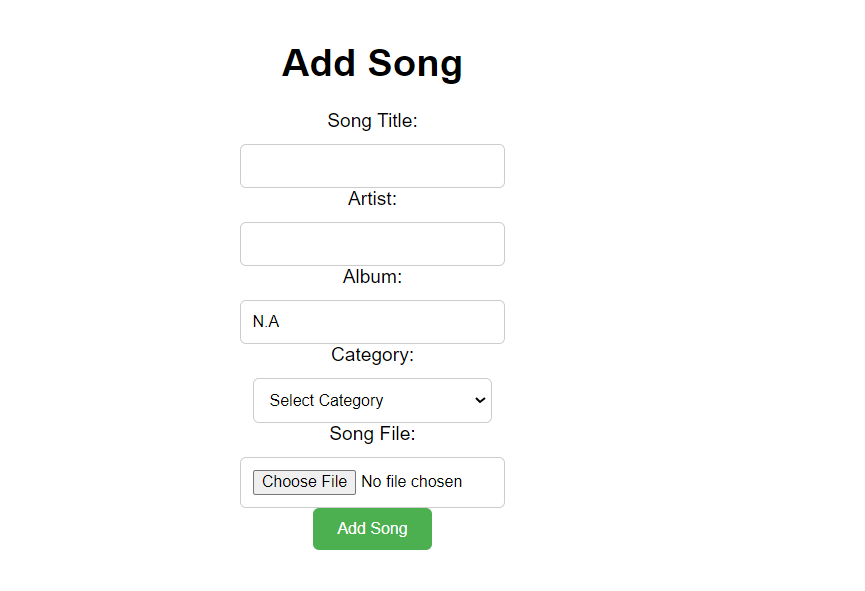 Add Song
Song Title:
Artist:
Album:
N.A
Category:
Select Category
Song File:
Choose File No file chosen
Add Song